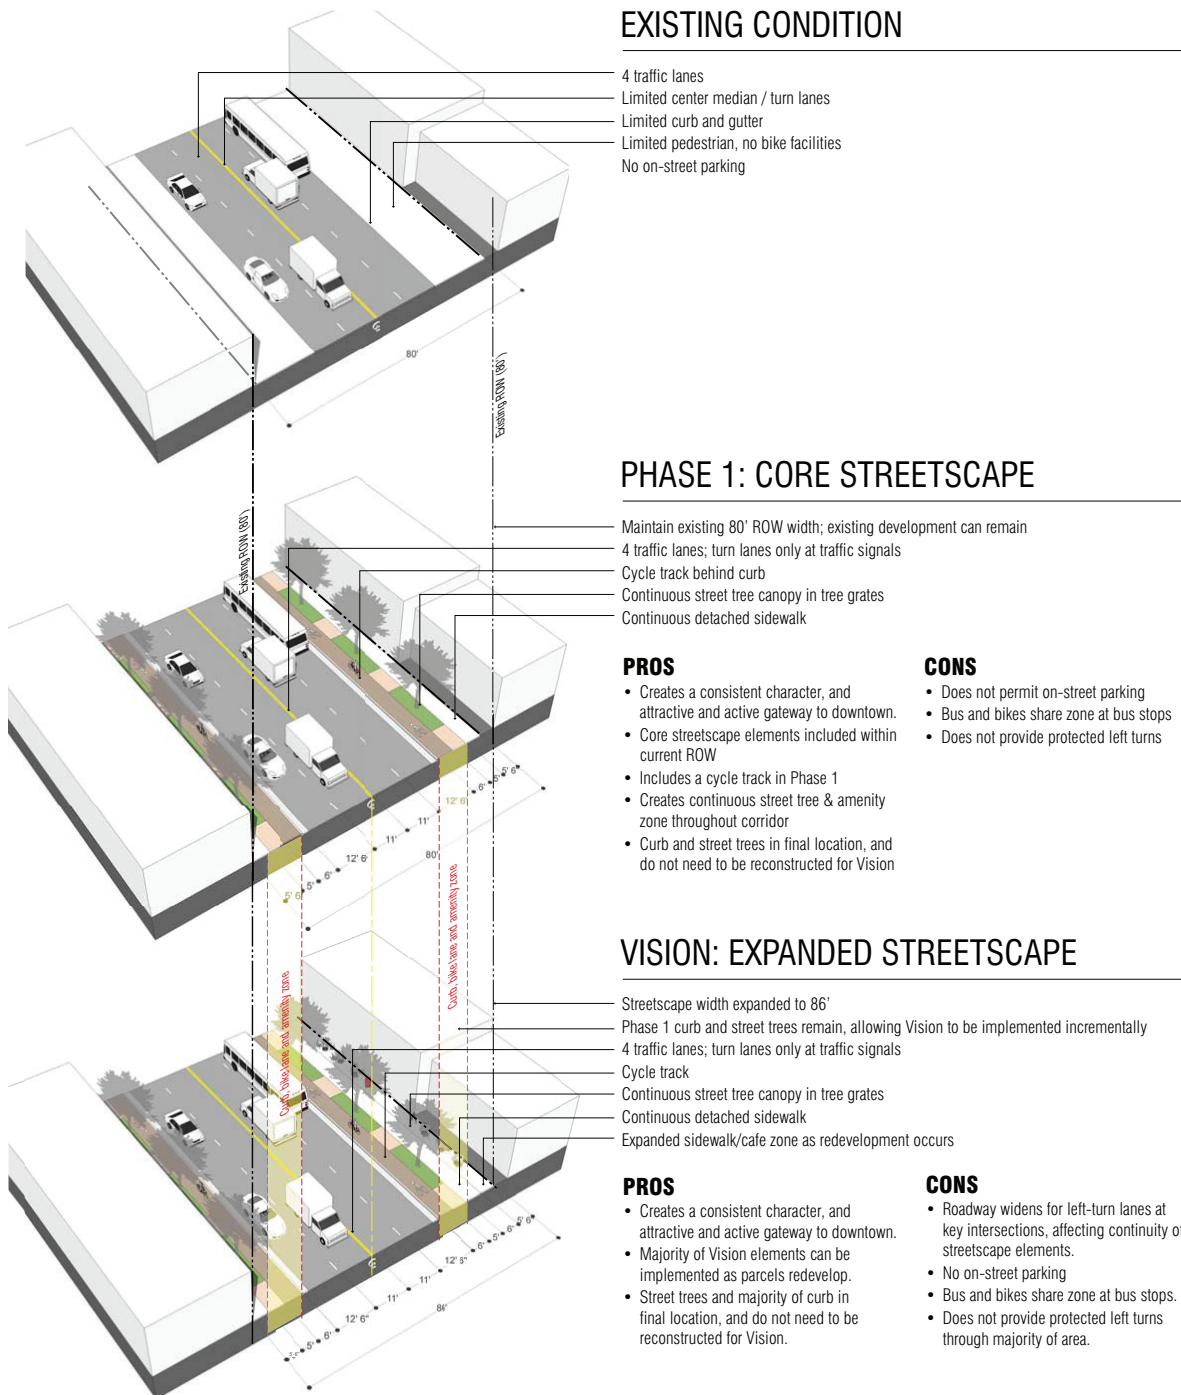 EXISTING CONDITION
4 traffic lanes
Limited center median / turn lanes
Limited curb and gutter
Limited pedestrian, no bike facilities
No on-street parking
80'
Existing ROW (80')
Existing ROW (80')
PHASE 1: CORE STREETSCAPE
Maintain existing 80' ROW width; existing development can remain
4 traffic lanes; turn lanes only at traffic signals
Cycle track behind curb
Continuous street tree canopy in tree grates
Continuous detached sidewalk
PROS
• Creates a consistent character, and
attractive and active gateway to downtown.
• Core streetscape elements included within
current ROW
• Includes a cycle track in Phase 1
• Creates continuous street tree & amenity
zone throughout corridor
• Curb and street trees in final location, and
do not need to be reconstructed for Vision
CONS
• Does not permit on-street parking
• Bus and bikes share zone at bus stops
• Does not provide protected left turns
5' 6
5'
6'
12' 6'
11'
11'
12' 6'
6'
5'
5' 6'
80'
Curb, bike lane and amenity zone
Curb, bike lane and amenity zone
VISION: EXPANDED STREETSCAPE
Streetscape width expanded to 86'
Phase 1 curb and street trees remain, allowing Vision to be implemented incrementally
4 traffic lanes; turn lanes only at traffic signals
Cycle track
Continuous street tree canopy in tree grates
Continuous detached sidewalk
Expanded sidewalk/cafe zone as redevelopment occurs
PROS
• Creates a consistent character, and
attractive and active gateway to downtown.
• Majority of Vision elements can be
implemented as parcels redevelop.
• Street trees and majority of curb in
final location, and do not need to be
reconstructed for Vision.
CONS
• Roadway widens for left-turn lanes at
key intersections, affecting continuity of
streetscape elements.
• No on-street parking
• Bus and bikes share zone at bus stops.
• Does not provide protected left turns
through majority of area.
5'
6'
12' 6"
11'
11'
12' 6"
6'
5'
6'
5' 6"
86'